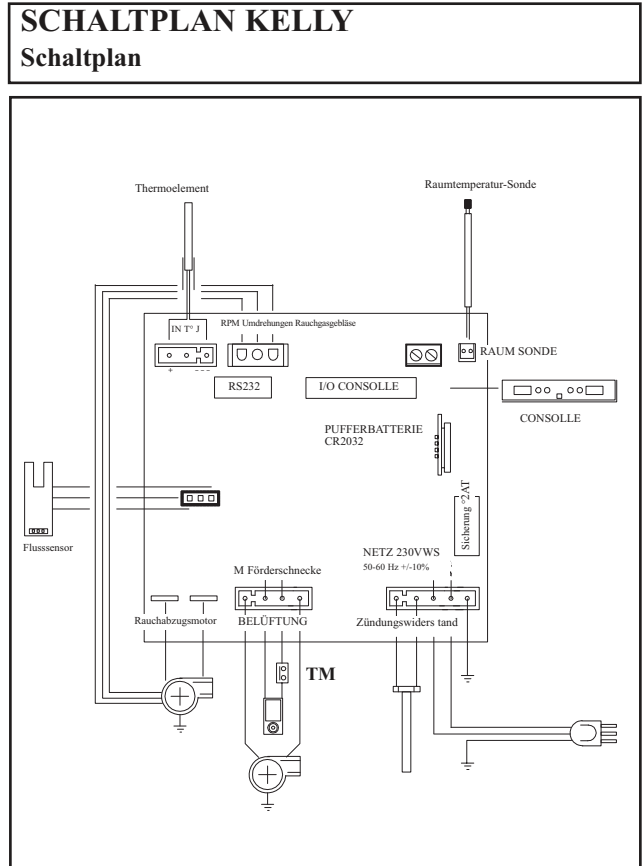 SCHALTPLAN KELLY
Schaltplan
Thermoelement
Raumtemperatur-Sonde
IN T° J
RPM Umdrehungen Rauchgasgebläse
+
---
RAUM SONDE
RS232
I/O CONSOLLE
CONSOLLE
PUFFERBATTERIE
CR2032
Sicherung °2AT
Flusssensor
NETZ 230VWS
50-60 Hz +/-10%
M Förderschnecke
Rauchabzugsmotor
BELÜFTUNG
Zündungswiders tand
TM